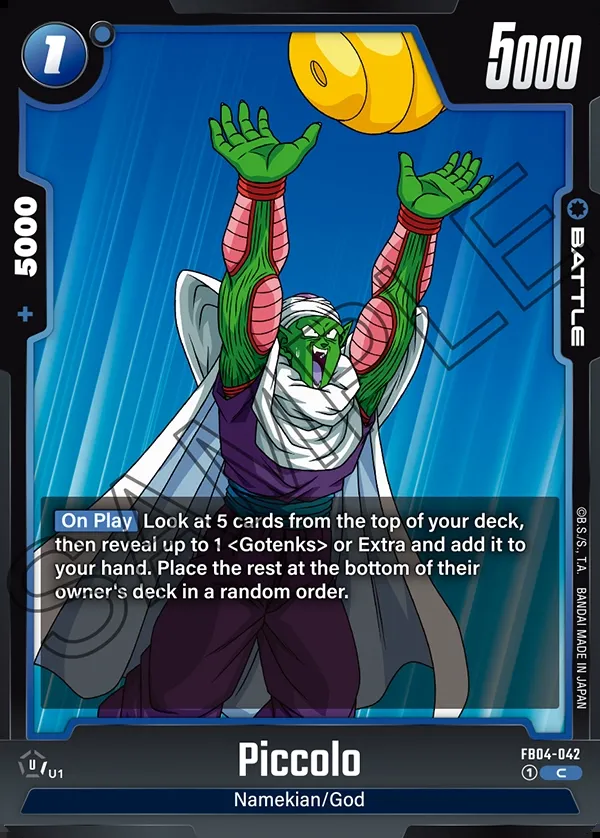 1
5000
+ 5000
BATTLE
SAMPLE
On Play Look at 5 cards from the top of your deck,
then reveal up to 1 <Gotenks> or Extra and add it to
your hand. Place the rest at the bottom of their
owner's deck in a random order.
©B.S./S., T.A. BANDAI MADE IN JAPAN
U/U1
Piccolo
FB04-042
1 C
Namekian/God